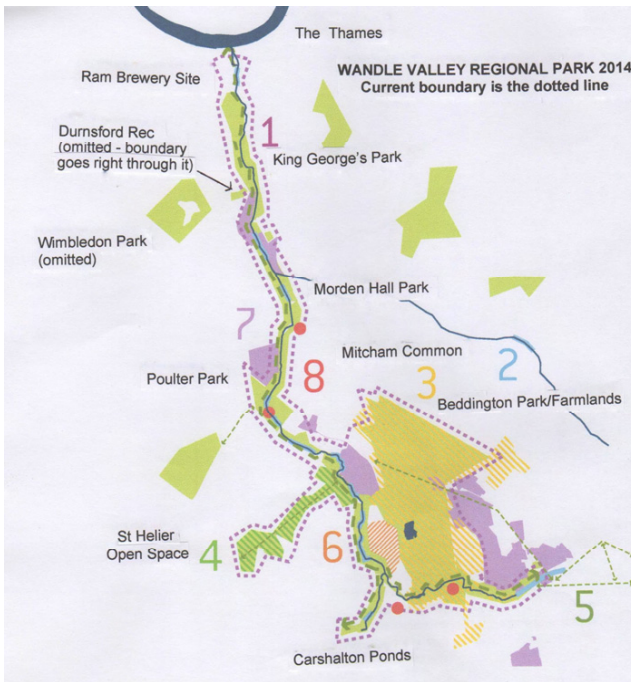 The Thames
Ram Brewery Site
WANDLE VALLEY REGIONAL PARK 2014
Current boundary is the dotted line
Durnsford Rec
(omitted - boundary
goes right through it)
1
King George's Park
Wimbledon Park
(omitted)
Morden Hall Park
7
Mitcham Common
2
Poulter Park
8
3
Beddington Park/Farmlands
St Helier
Open Space
4
6
5
Carshalton Ponds